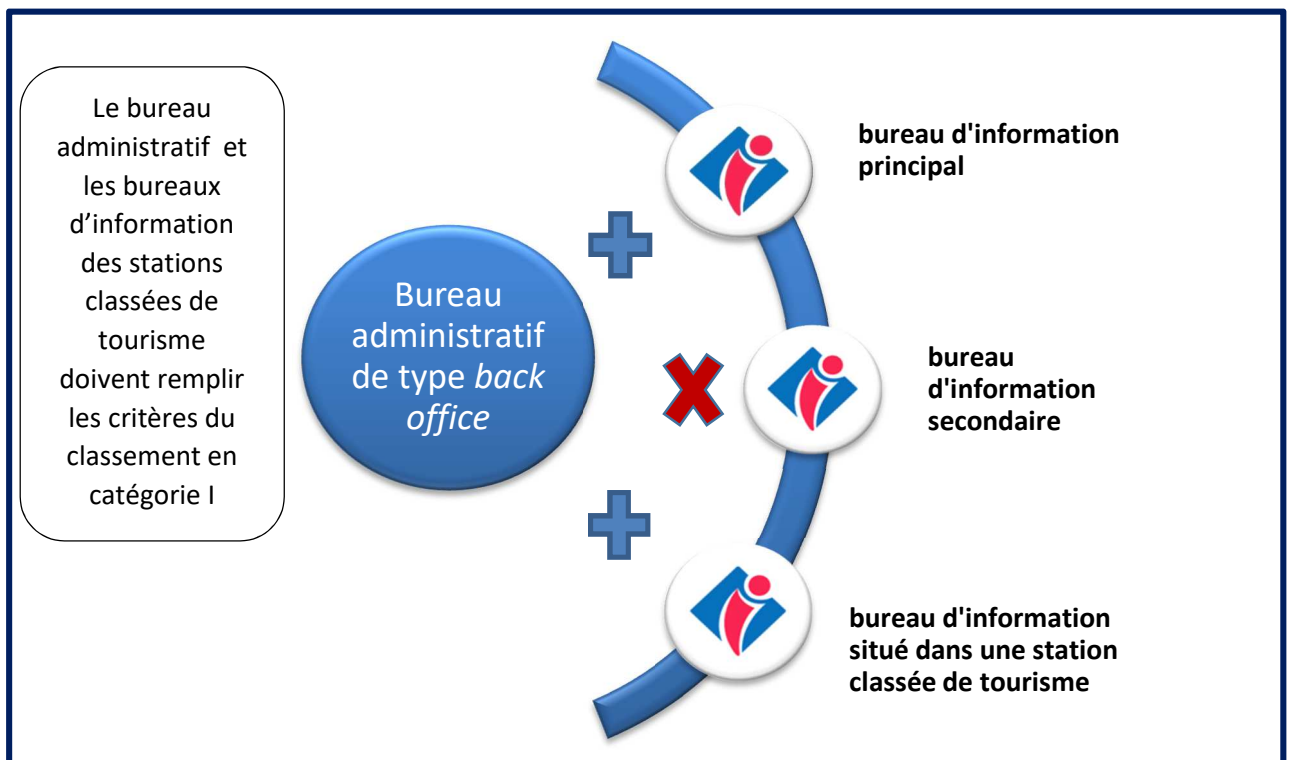 Le bureau
administratif et
les bureaux
d’information
des stations
classées de
tourisme
doivent remplir
les critères du
classement en
catégorie I
Bureau
administratif
de type back
office
bureau d'information
principal
bureau
d'information
secondaire
bureau d'information
situé dans une station
classée de tourisme